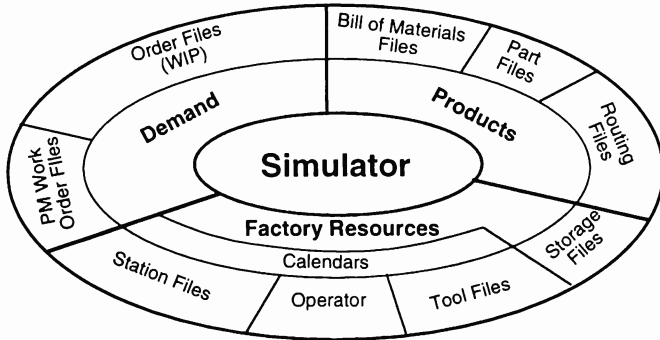 Order Files
(WIP)
Bill of Materials
Files
Part
Files
Routing
Files
Demand
Products
PM Work
Order Files
Simulator
Factory Resources
Storage
Files
Calendars
Station Files
Operator
Tool Files